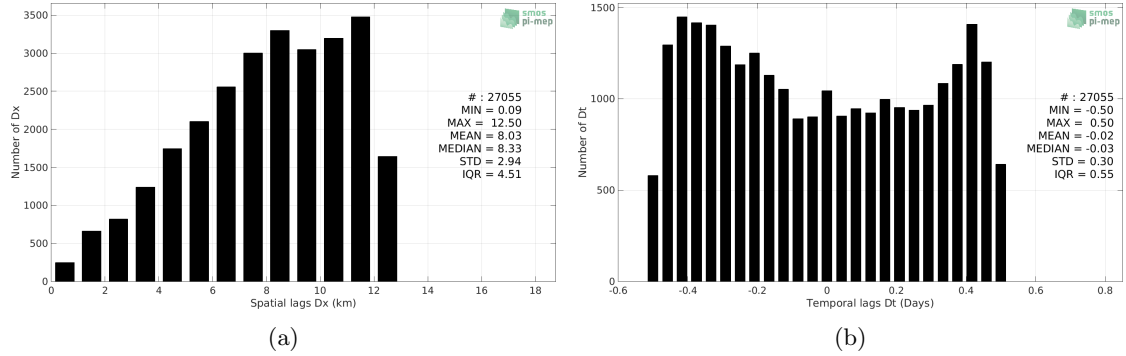 3500
3000
2500
2000
1500
1000
500
0
Number of Dx
smos
pi-mep
# : 27055
MIN = 0.09
MAX = 12.50
MEAN = 8.03
MEDIAN = 8.33
STD = 2.94
IQR = 4.51
0 2 4 6 8 10 12 14 16 18
Spatial lags Dx (km)
(a)
1500
1000
500
0
Number of Dt
smos
pi-mep
# : 27055
MIN = -0.50
MAX = 0.50
MEAN = -0.02
MEDIAN = -0.03
STD = 0.30
IQR = 0.55
-0.6 -0.4 -0.2 0 0.2 0.4 0.6 0.8
Temporal lags Dt (Days)
(b)